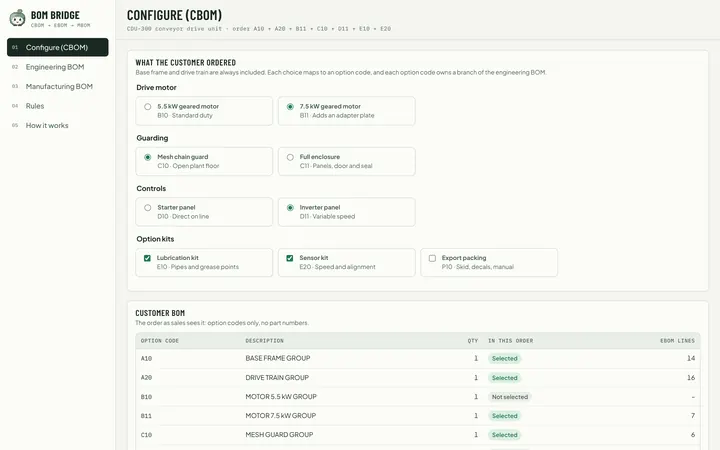 BOM BRIDGE
CBOM → EBOM → MBOM
01 Configure (CBOM)
02 Engineering BOM
03 Manufacturing BOM
04 Rules
05 How it works
CONFIGURE (CBOM)
CDU-300 conveyor drive unit · order A10 + A20 + B11 + C10 + D11 + E10 + E20
WHAT THE CUSTOMER ORDERED
Base frame and drive train are always included. Each choice maps to an option code, and each option code owns a branch of the engineering BOM.
Drive motor
5.5 kW geared motor
B10 · Standard duty
7.5 kW geared motor
B11 · Adds an adapter plate
Guarding
Mesh chain guard
C10 · Open plant floor
Full enclosure
C11 · Panels, door and seal
Controls
Starter panel
D10 · Direct on line
Inverter panel
D11 · Variable speed
Option kits
Lubrication kit
E10 · Pipes and grease points
Sensor kit
E20 · Speed and alignment
Export packing
P10 · Skid, decals, manual
CUSTOMER BOM
The order as sales sees it: option codes only, no part numbers.
OPTION CODE DESCRIPTION QTY IN THIS ORDER EBOM LINES
A10 BASE FRAME GROUP 1 Selected 14
A20 DRIVE TRAIN GROUP 1 Selected 16
B10 MOTOR 5.5 kW GROUP 1 Not selected –
B11 MOTOR 7.5 kW GROUP 1 Selected 7
C10 MESH GUARD GROUP 1 Selected 6